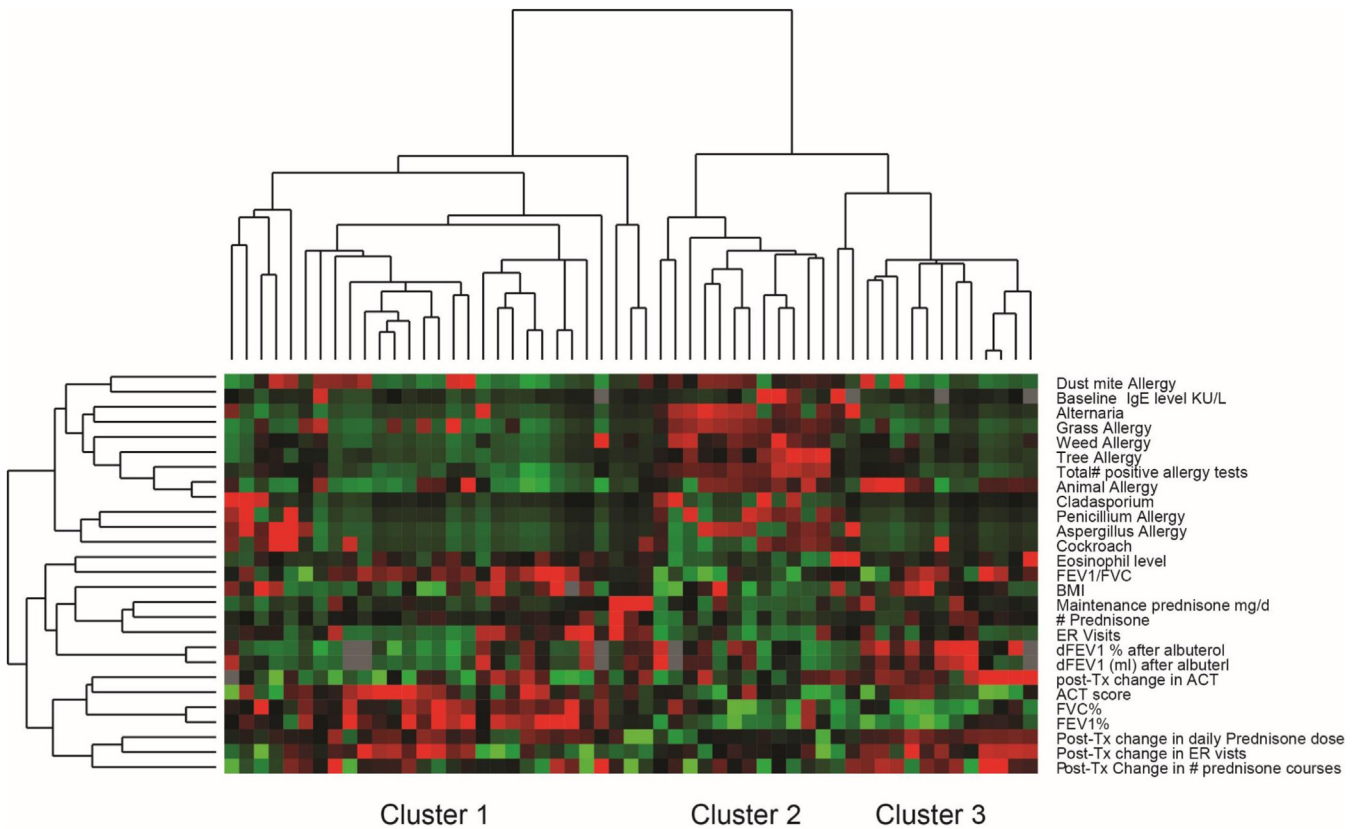 Dust mite Allergy
Baseline IgE level KU/L
Alternaria
Grass Allergy
Weed Allergy
Tree Allergy
Total# positive allergy tests
Animal Allergy
Cladasporium
Penicillium Allergy
Aspergillus Allergy
Cockroach
Eosinophil level
FEV1/FVC
BMI
Maintenance prednisone mg/d
# Prednisone
ER Visits
dFEV1 % after albuterol
dFEV1 (ml) after albuterl
post-Tx change in ACT
ACT score
FVC%
FEV1%
Post-Tx change in daily Prednisone dose
Post-Tx change in ER vists
Post-Tx Change in # prednisone courses
Cluster 1 Cluster 2 Cluster 3